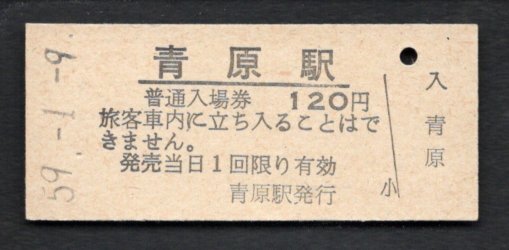 青原駅
普通入場券 120円
旅客車内に立ち入ることはで
きません。
発売当日1回限り有効
青原駅発行
59.-1.-9.
入
青
原
小